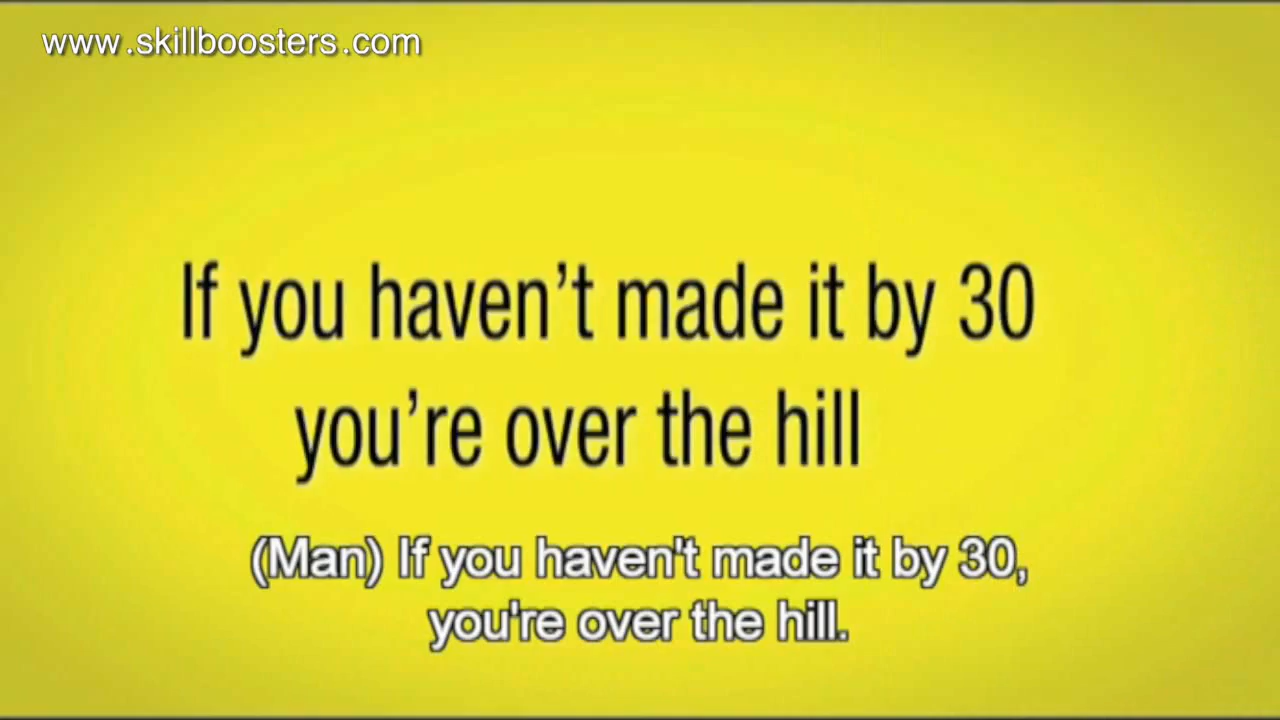 www.skillboosters.com
If you haven’t made it by 30
you’re over the hill
(Man) If you haven't made it by 30,
you're over the hill.